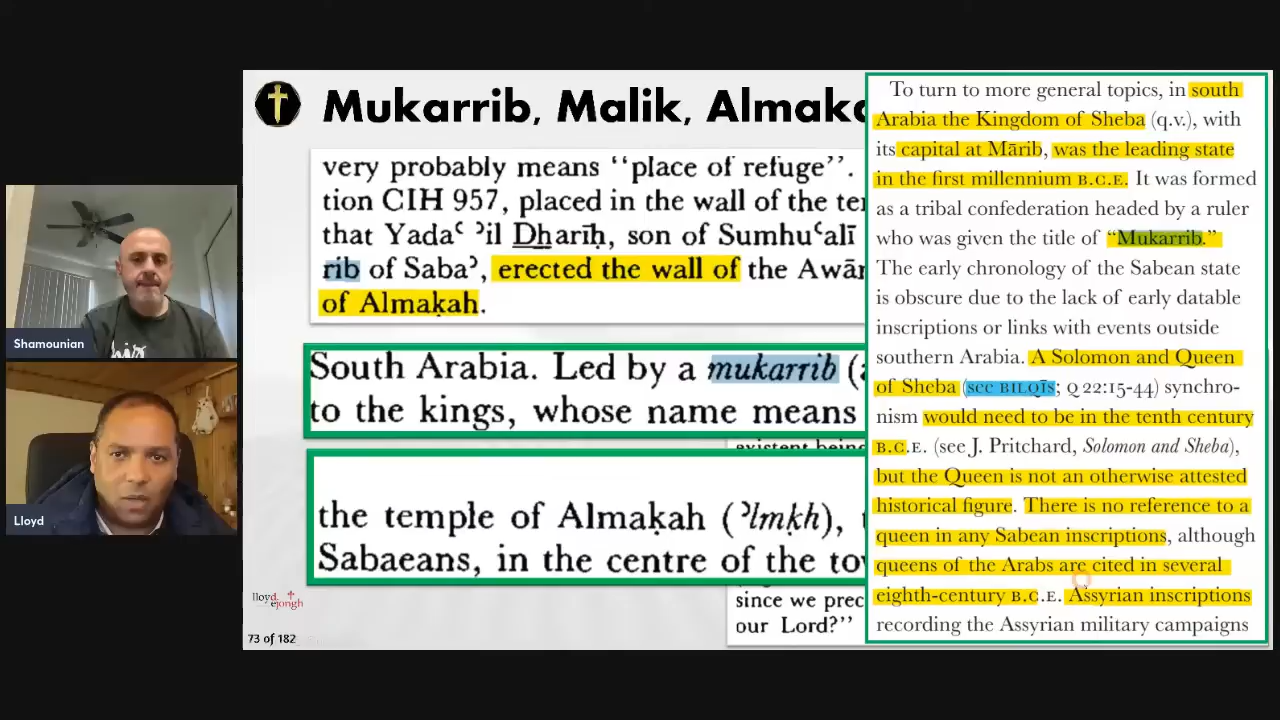 Mukarrib, Malik, Almaka
very probably means “place of refuge”.
tion CIH 957, placed in the wall of the te
that Yadaʿ ʾil Dharīḥ, son of Sumhuʿalī
rib of Sabaʾ, erected the wall of the Awā
of Almaḳah.
South Arabia. Led by a mukarrib (
to the kings, whose name means
existent being
the temple of Almaḳah (ʾlmḳh),
Sabaeans, in the centre of the to
since we prec
our Lord?”
To turn to more general topics, in south
Arabia the Kingdom of Sheba (q.v.), with
its capital at Mārib, was the leading state
in the first millennium B.C.E. It was formed
as a tribal confederation headed by a ruler
who was given the title of “Mukarrib.”
The early chronology of the Sabean state
is obscure due to the lack of early datable
inscriptions or links with events outside
southern Arabia. A Solomon and Queen
of Sheba (see BILQĪS; Q 22:15-44) synchro-
nism would need to be in the tenth century
B.C.E. (see J. Pritchard, Solomon and Sheba),
but the Queen is not an otherwise attested
historical figure. There is no reference to a
queen in any Sabean inscriptions, although
queens of the Arabs are cited in several
eighth-century B.C.E. Assyrian inscriptions
recording the Assyrian military campaigns
Shamounian
Lloyd
lloyd.
ejongh
73 of 182